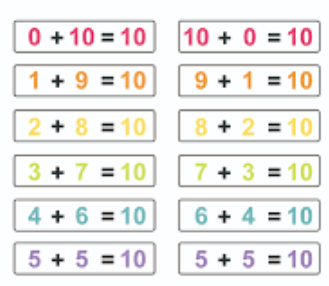 0 + 10 = 10
10 + 0 = 10
1 + 9 = 10
9 + 1 = 10
2 + 8 = 10
8 + 2 = 10
3 + 7 = 10
7 + 3 = 10
4 + 6 = 10
6 + 4 = 10
5 + 5 = 10
5 + 5 = 10